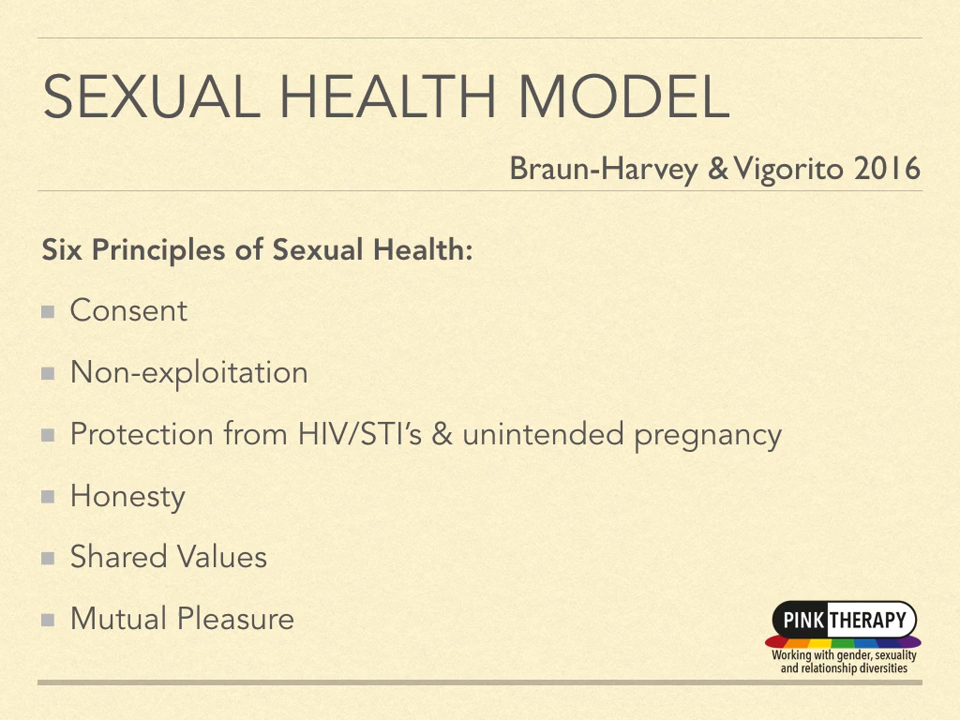 SEXUAL HEALTH MODEL
Braun-Harvey & Vigorito 2016
Six Principles of Sexual Health:
Consent
Non-exploitation
Protection from HIV/STI’s & unintended pregnancy
Honesty
Shared Values
Mutual Pleasure
PINK THERAPY
Working with gender, sexuality
and relationship diversities